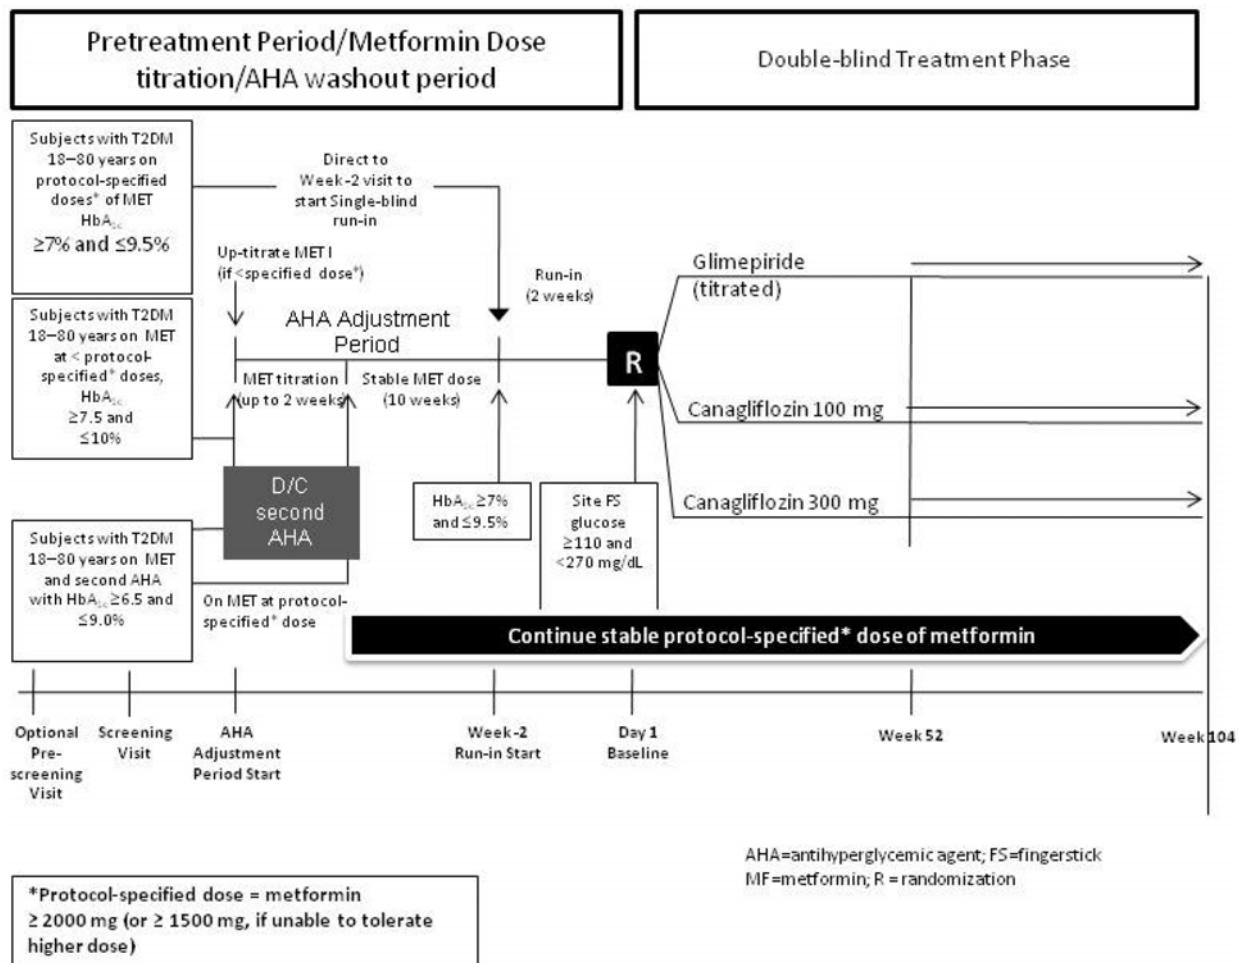 Pretreatment Period/Metformin Dose
titration/AHA washout period
Double-blind Treatment Phase
Subjects with T2DM
18–80 years on
protocol-specified
doses* of MET
HbA1c
≥7% and ≤9.5%
Direct to
Week-2 visit to
start Single-blind
run-in
Up-titrate MET I
(if <specified dose*)
Run-in
(2 weeks)
Subjects with T2DM
18–80 years on MET
at < protocol-
specified* doses,
HbA1c
≥7.5 and
≤10%
AHA Adjustment
Period
MET titration
(up to 2 weeks)
Stable MET dose
(10 weeks)
R
Glimepiride
(titrated)
Canagliflozin 100 mg
Canagliflozin 300 mg
D/C
second
AHA
HbA1c ≥7%
and ≤9.5%
Site FS
glucose
≥110 and
<270 mg/dL
Subjects with T2DM
18–80 years on MET
and second AHA
with HbA1c ≥6.5 and
≤9.0%
On MET at protocol-
specified* dose
Continue stable protocol-specified* dose of metformin
Optional
Pre-
screening
Visit
Screening
Visit
AHA
Adjustment
Period Start
Week -2
Run-in Start
Day 1
Baseline
Week 52
Week 104
AHA=antihyperglycemic agent; FS=fingerstick
MF=metformin; R = randomization
*Protocol-specified dose = metformin
≥ 2000 mg (or ≥ 1500 mg, if unable to tolerate
higher dose)